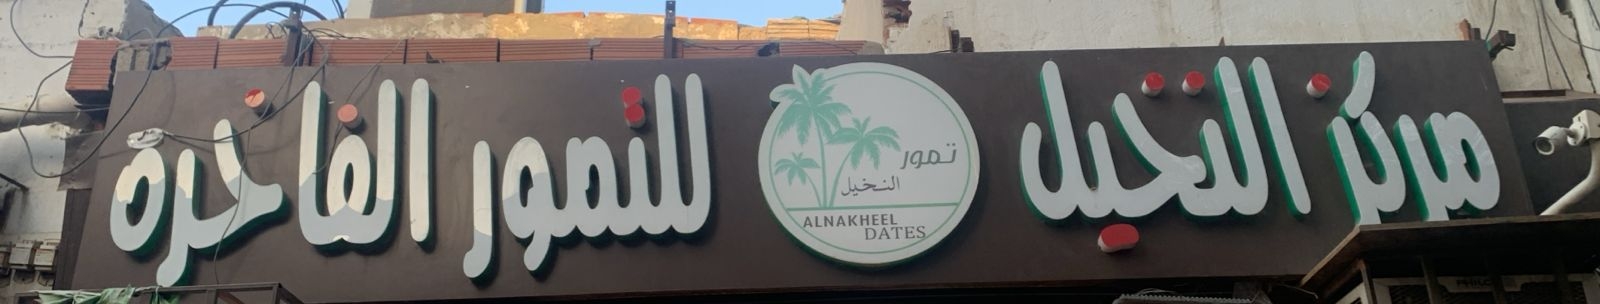 مركز النخيل
تمور
النخيل
ALNAKHEEL
DATES
للتمور الفاخرة